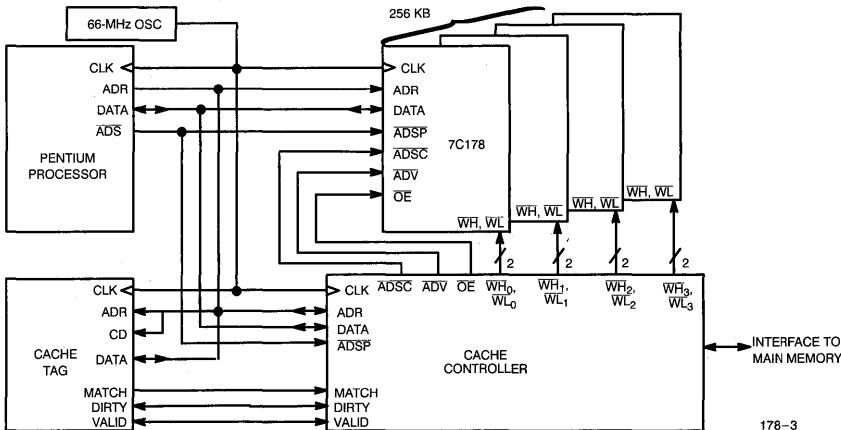 66-MHz OSC
256 KB
CLK
ADR
DATA
ADS
PENTIUM
PROCESSOR
CLK
ADR
DATA
ADSP
ADSC
ADV
OE
7C178
WH, WL
WH, WL
WH, WL
WH, WL
2
2
2
2
CLK
ADR
CD
DATA
CACHE
TAG
MATCH
DIRTY
VALID
ADSC
ADV
OE
WH0,
WL0
WH1,
WL1
WH2,
WL2
WH3,
WL3
CLK
ADR
DATA
ADSP
CACHE
CONTROLLER
MATCH
DIRTY
VALID
INTERFACE TO
MAIN MEMORY
178-3